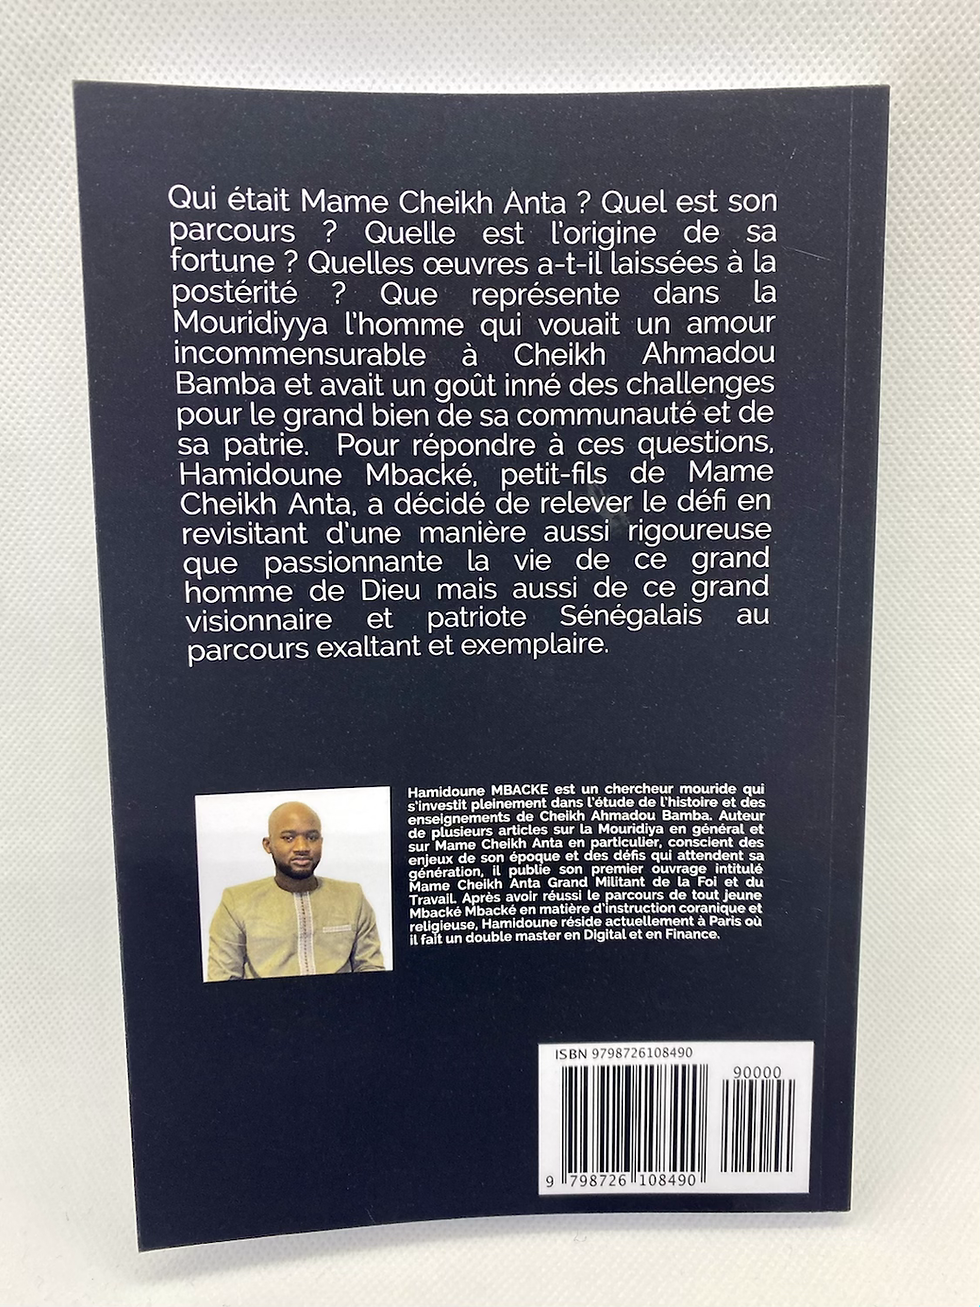 Qui était Mame Cheikh Anta ? Quel est son
parcours ? Quelle est l'origine de sa
fortune ? Quelles œuvres a-t-il laissées à la
postérité ? Que représente dans la
Mouridiyya l'homme qui vouait un amour
incommensurable à Cheikh Ahmadou
Bamba et avait un goût inné des challenges
pour le grand bien de sa communauté et de
sa patrie. Pour répondre à ces questions,
Hamidoune Mbacké, petit-fils de Mame
Cheikh Anta, a décidé de relever le défi en
revisitant d'une manière aussi rigoureuse
que passionnante la vie de ce grand
homme de Dieu mais aussi de ce grand
visionnaire et patriote Sénégalais au
parcours exaltant et exemplaire.
Hamidoune MBACKE est un chercheur mouride qui
s'investit pleinement dans l'étude de l'histoire et des
enseignements de Cheikh Ahmadou Bamba. Auteur
de plusieurs articles sur la Mouridiya en général et
sur Mame Cheikh Anta en particulier, conscient des
enjeux de son époque et des défis qui attendent sa
génération, il publie son premier ouvrage intitulé
Mame Cheikh Anta Grand Militant de la Foi et du
Travail. Après avoir réussi le parcours de tout jeune
Mbacké Mbacké en matière d'instruction coranique et
religieuse, Hamidoune réside actuellement à Paris où
il fait un double master en Digital et en Finance.
ISBN 9798726108490
90000
9 798726 108490